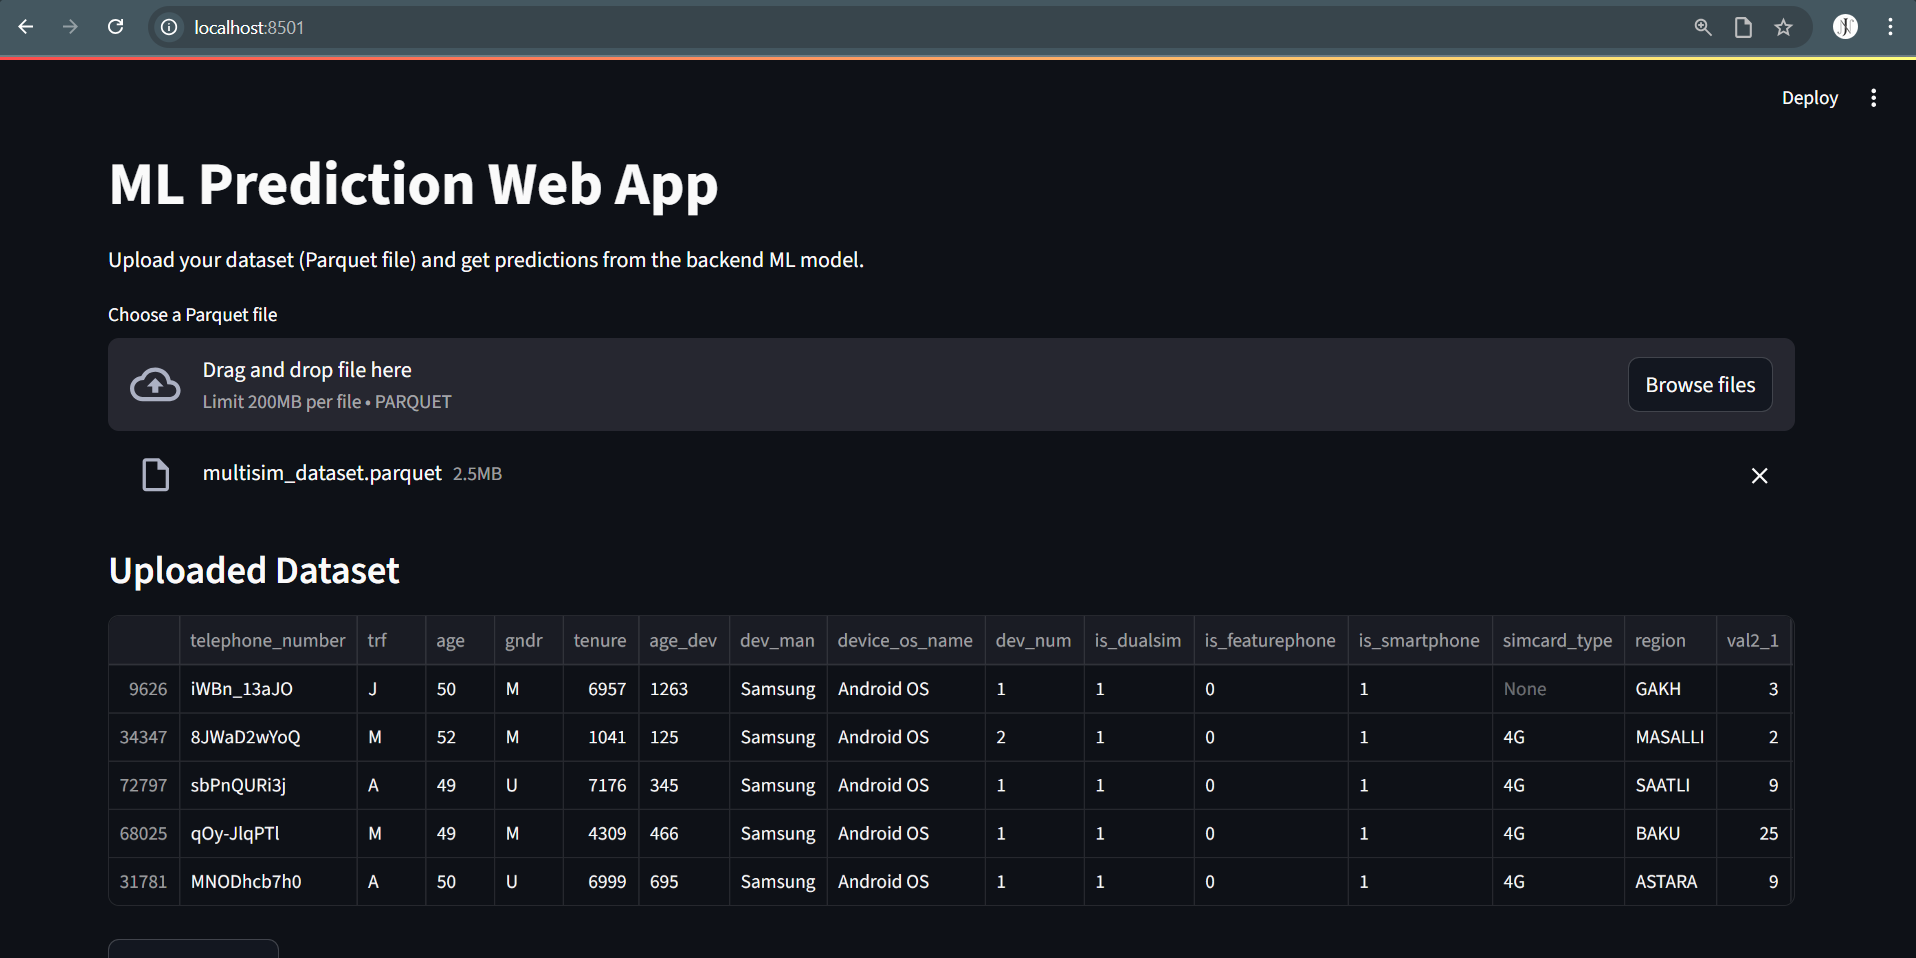 localhost:8501
Deploy
ML Prediction Web App
Upload your dataset (Parquet file) and get predictions from the backend ML model.
Choose a Parquet file
Drag and drop file here
Limit 200MB per file • PARQUET
Browse files
multisim_dataset.parquet 2.5MB
Uploaded Dataset
telephone_number trf age gndr tenure age_dev dev_man device_os_name dev_num is_dualsim is_featurephone is_smartphone simcard_type region val2_1
9626 iWBn_13aJO J 50 M 6957 1263 Samsung Android OS 1 1 0 1 None GAKH 3
34347 8JWaD2wYoQ M 52 M 1041 125 Samsung Android OS 2 1 0 1 4G MASALLI 2
72797 sbPnQURi3j A 49 U 7176 345 Samsung Android OS 1 1 0 1 4G SAATLI 9
68025 qOy-JlqPTl M 49 M 4309 466 Samsung Android OS 1 1 0 1 4G BAKU 25
31781 MNODhcb7h0 A 50 U 6999 695 Samsung Android OS 1 1 0 1 4G ASTARA 9